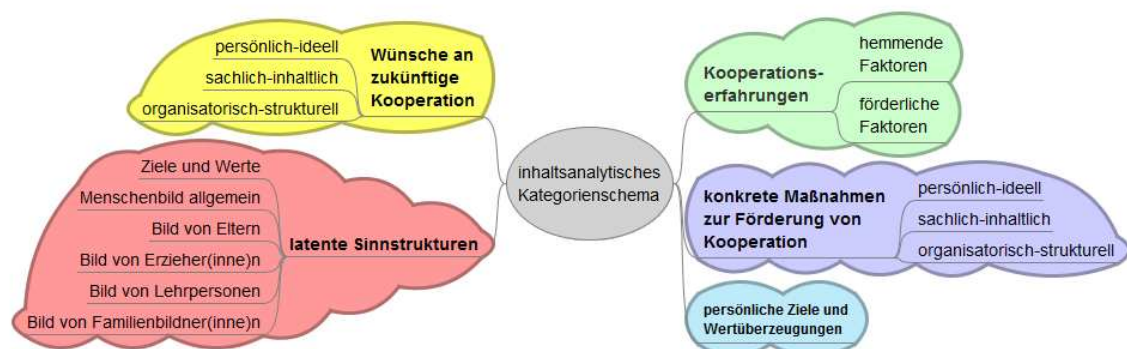 persönlich-ideell
sachlich-inhaltlich
organisatorisch-strukturell
Wünsche an
zukünftige
Kooperation
Ziele und Werte
Menschenbild allgemein
Bild von Eltern
Bild von Erzieher(inne)n
Bild von Lehrpersonen
Bild von Familienbildner(inne)n
latente Sinnstrukturen
inhaltsanalytisches
Kategorienschema
Kooperations-
erfahrungen
hemmende
Faktoren
förderliche
Faktoren
konkrete Maßnahmen
zur Förderung von
Kooperation
persönlich-ideell
sachlich-inhaltlich
organisatorisch-strukturell
persönliche Ziele und
Wertüberzeugungen